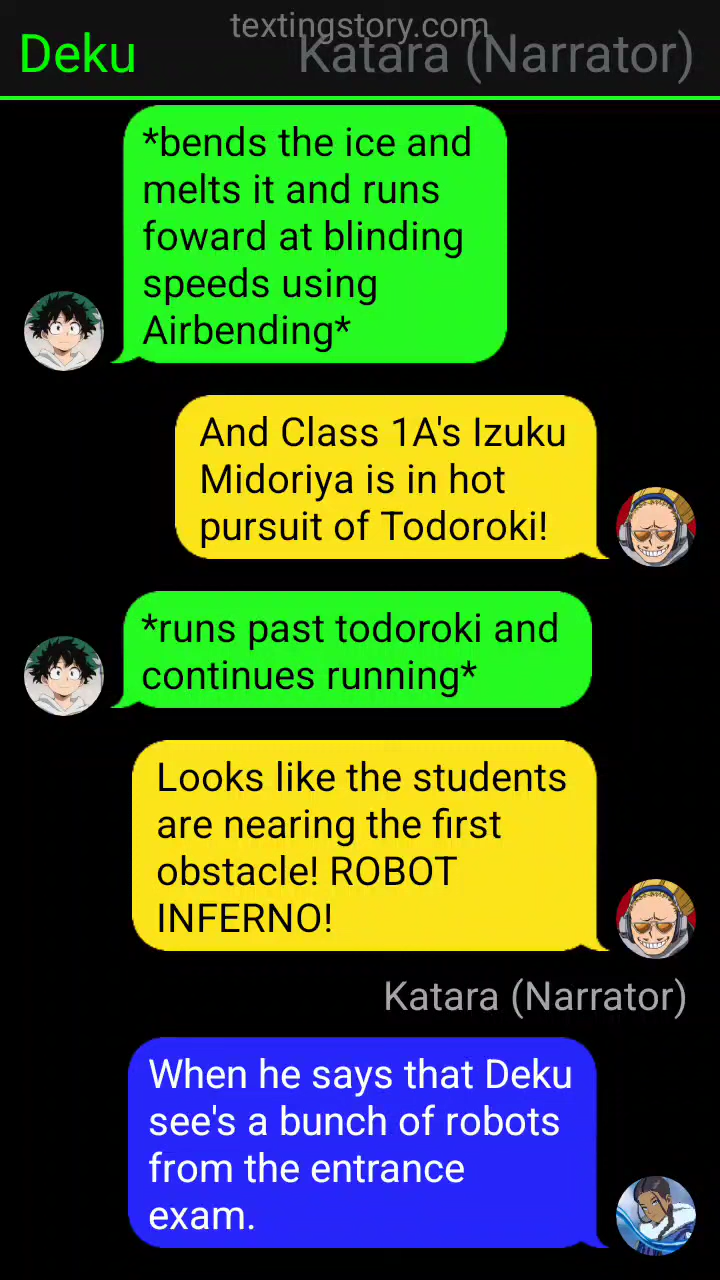 textingstory.com
Deku
Katara (Narrator)
*bends the ice and
melts it and runs
foward at blinding
speeds using
Airbending*
And Class 1A's Izuku
Midoriya is in hot
pursuit of Todoroki!
*runs past todoroki and
continues running*
Looks like the students
are nearing the first
obstacle! ROBOT
INFERNO!
Katara (Narrator)
When he says that Deku
see's a bunch of robots
from the entrance
exam.